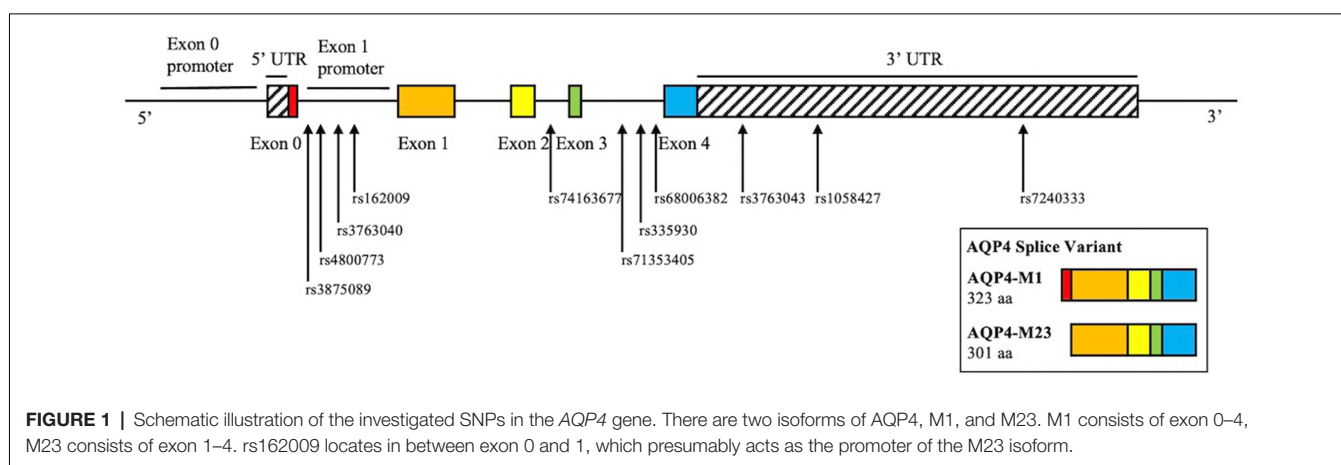 Exon 0
promoter
5' UTR
Exon 1
promoter
3' UTR
5'
3'
Exon 0
Exon 1
Exon 2
Exon 3
Exon 4
rs162009
rs3763040
rs4800773
rs3875089
rs74163677
rs68006382
rs335930
rs71353405
rs3763043
rs1058427
rs7240333
AQP4 Splice Variant
AQP4-M1
323 aa
AQP4-M23
301 aa
FIGURE 1 | Schematic illustration of the investigated SNPs in the AQP4 gene. There are two isoforms of AQP4, M1, and M23. M1 consists of exon 0–4,
M23 consists of exon 1–4. rs162009 locates in between exon 0 and 1, which presumably acts as the promoter of the M23 isoform.